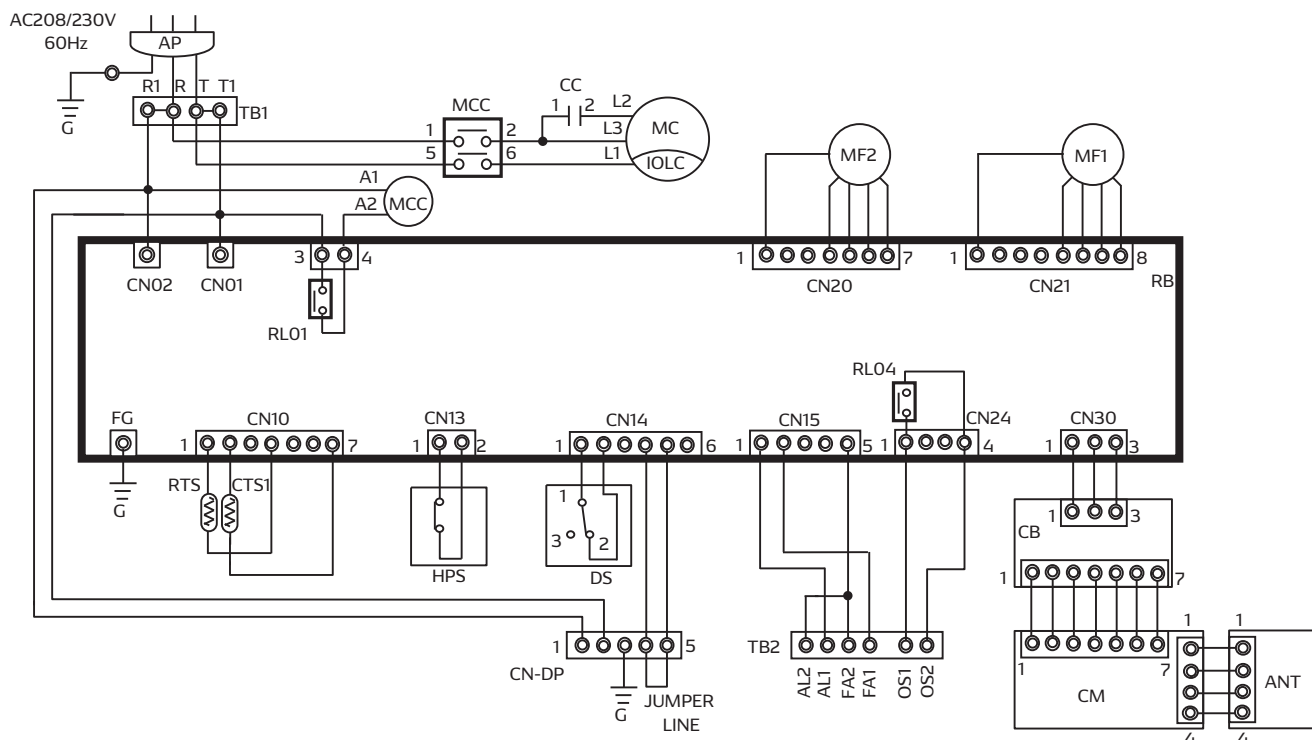 AC208/230V
60Hz
AP
R1 R T T1
TB1
G
MCC
1 2
5 6
CC
1 2 L2
L3
L1
MC
IOLC
A1
A2
MCC
MF2
MF1
CN02
CN01
3 4
RL01
1 7
CN20
1 8
CN21
RB
FG
G
CN10
1 7
RTS
CTS1
CN13
1 2
HPS
CN14
1 6
1
3 2
DS
CN15
1 5
RL04
CN24
1 4
CN30
1 3
CB
1 3
1 7
1 7
CM
1
4
1
4
ANT
1 5
CN-DP
G
JUMPER
LINE
TB2
AL2
AL1
FA2
FA1
OS1
OS2